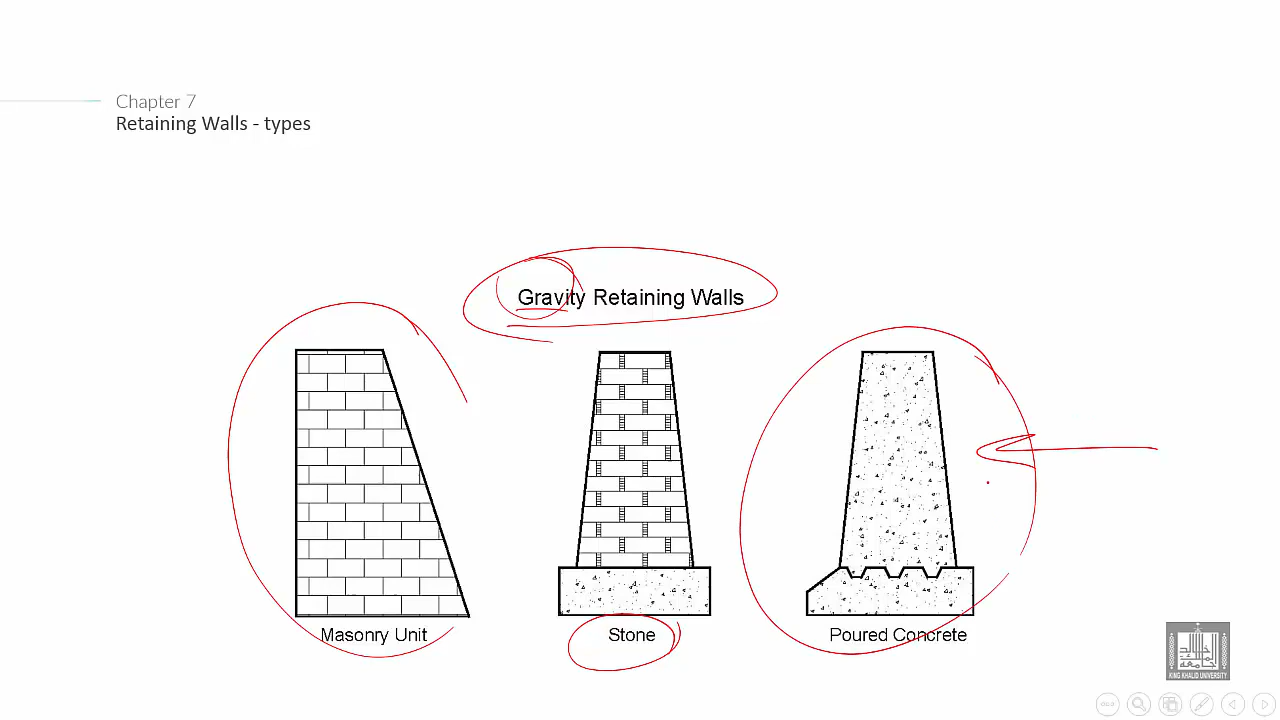 Chapter 7
Retaining Walls - types
Gravity Retaining Walls
Masonry Unit
Stone
Poured Concrete
KING KHALID UNIVERSITY